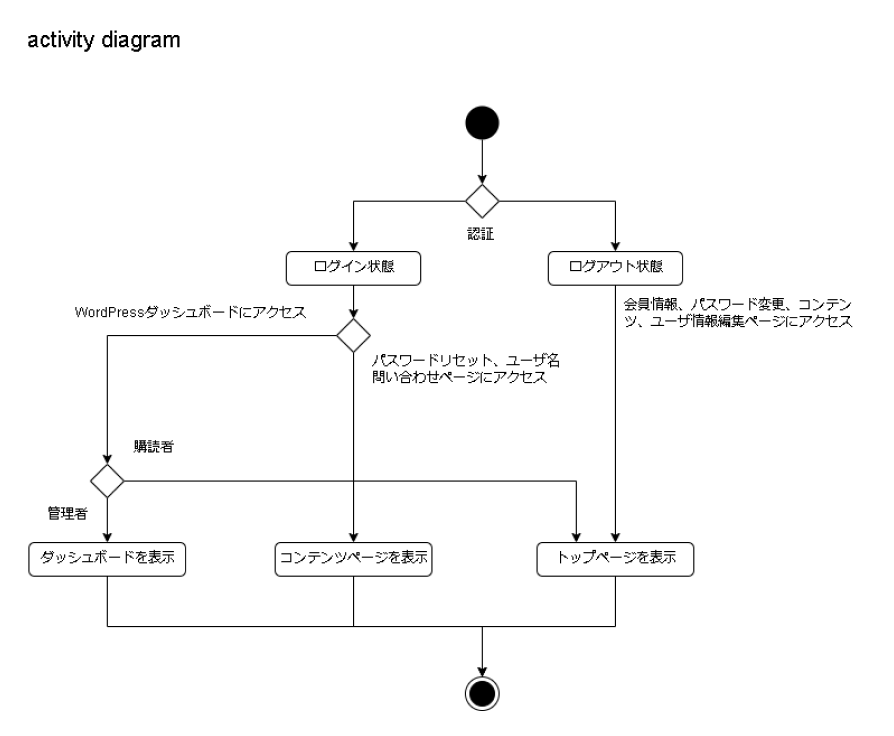 activity diagram
認証
ログイン状態
ログアウト状態
WordPressダッシュボードにアクセス
会員情報、パスワード変更、コンテン
ツ、ユーザ情報編集ページにアクセス
パスワードリセット、ユーザ名
問い合わせページにアクセス
購読者
管理者
ダッシュボードを表示
コンテンツページを表示
トップページを表示